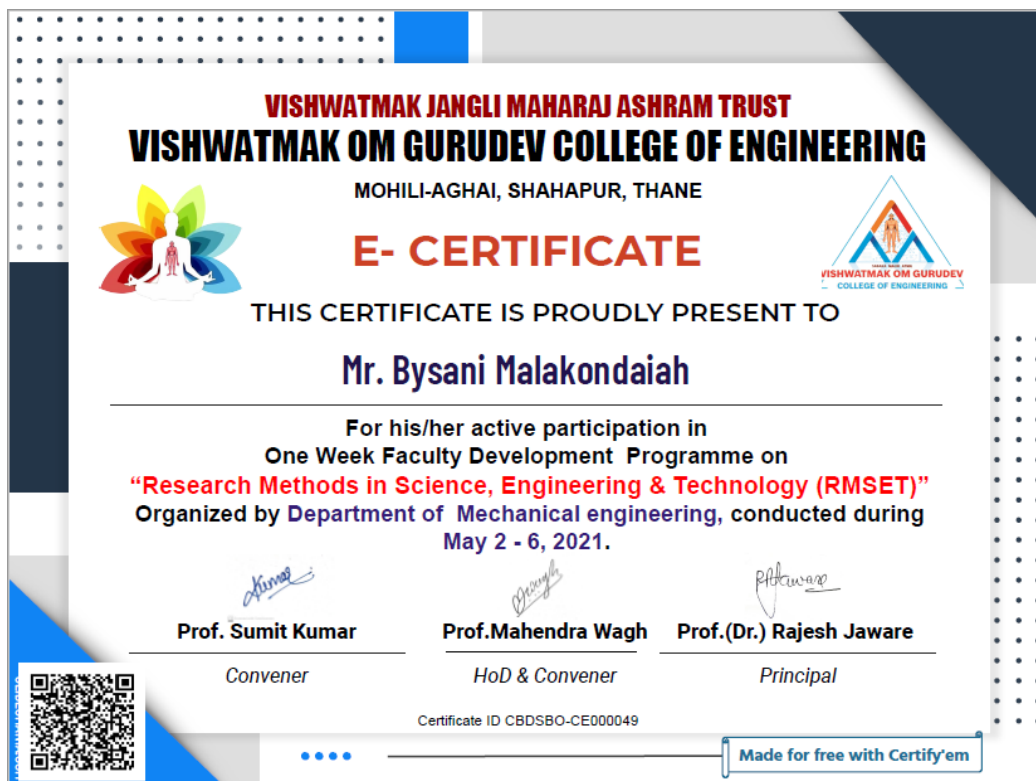 VISHWATMAK JANGLI MAHARAJ ASHRAM TRUST
VISHWATMAK OM GURUDEV COLLEGE OF ENGINEERING
MOHILI-AGHAI, SHAHAPUR, THANE
E- CERTIFICATE
VISHWATMAK OM GURUDEV
COLLEGE OF ENGINEERING
THIS CERTIFICATE IS PROUDLY PRESENT TO
Mr. Bysani Malakondaiah
For his/her active participation in
One Week Faculty Development Programme on
“Research Methods in Science, Engineering & Technology (RMSET)”
Organized by Department of Mechanical engineering, conducted during
May 2 - 6, 2021.
Prof. Sumit Kumar
Prof.Mahendra Wagh
Prof.(Dr.) Rajesh Jaware
Convener
HoD & Convener
Principal
Certificate ID CBDSBO-CE000049
Made for free with Certify'em